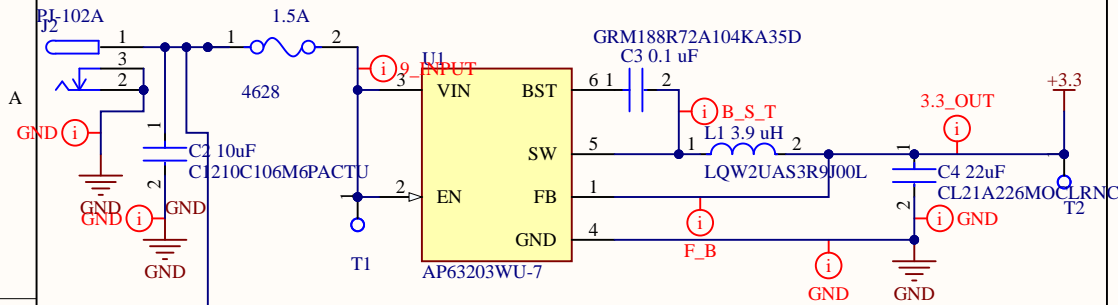 PJ-102A
J2
1
3
2
1.5A
1
2
4628
A
GND
1
C2 10uF
C1210C106M6PACTU
2
GND
GND
GND
GND
9_INPUT
U1
3
VIN
BST
6
SW
5
2
EN
FB
1
GND
4
AP63203WU-7
1
T1
GRM188R72A104KA35D
C3 0.1 uF
1
2
B_S_T
L1 3.9 uH
1
2
LQW2UAS3R9J00L
F_B
GND
3.3_OUT
+3.3
1
C4 22uF
CL21A226MOCLRNC
2
GND
GND
T2